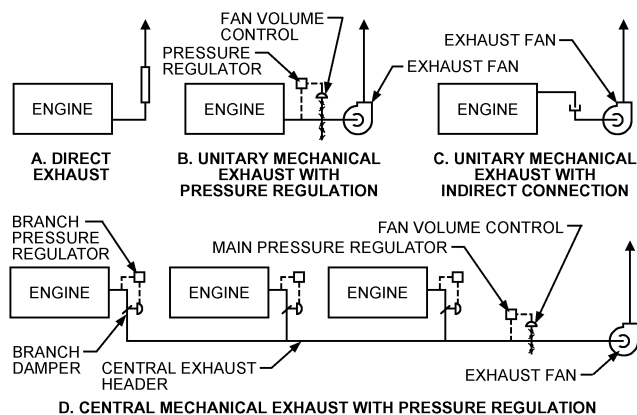 FAN VOLUME
CONTROL
PRESSURE
REGULATOR
EXHAUST FAN
EXHAUST FAN
ENGINE
ENGINE
ENGINE
A. DIRECT
EXHAUST
B. UNITARY MECHANICAL
EXHAUST WITH
PRESSURE REGULATION
C. UNITARY MECHANICAL
EXHAUST WITH
INDIRECT CONNECTION
BRANCH
PRESSURE
REGULATOR
FAN VOLUME CONTROL
MAIN PRESSURE REGULATOR
ENGINE
ENGINE
ENGINE
BRANCH
DAMPER
CENTRAL EXHAUST
HEADER
EXHAUST FAN
D. CENTRAL MECHANICAL EXHAUST WITH PRESSURE REGULATION